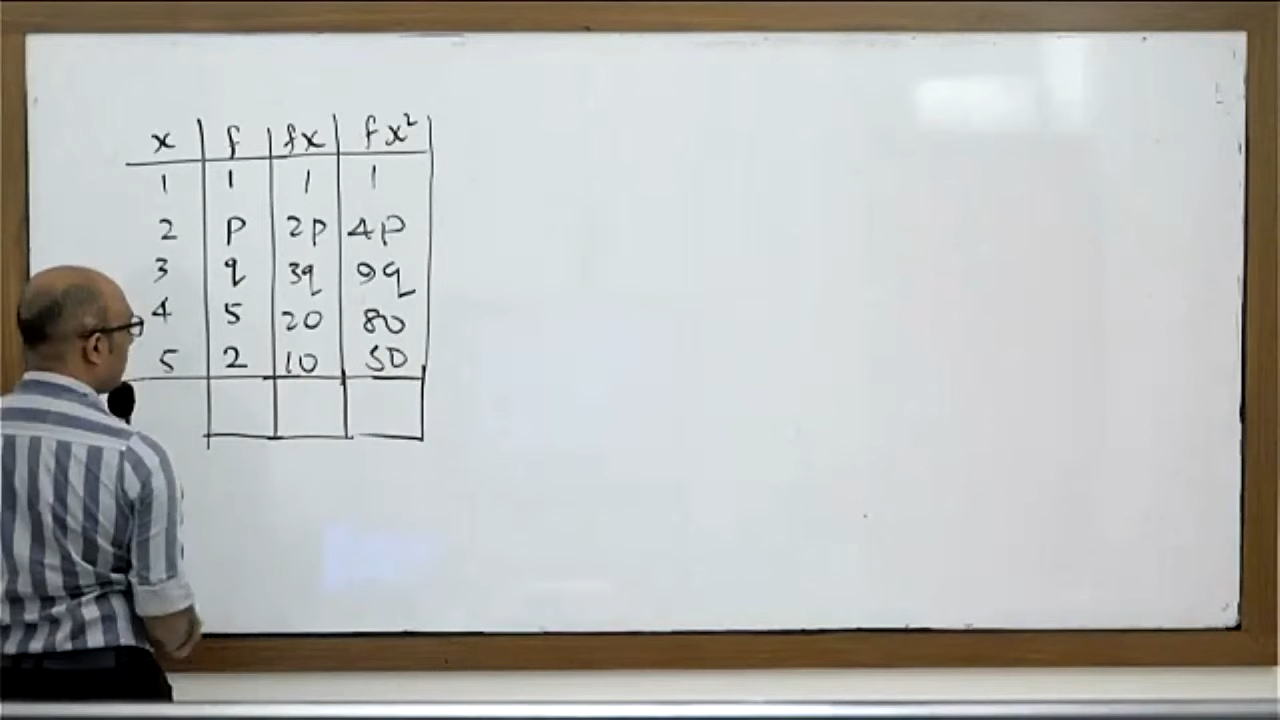 x f fx fx²
1 1 1 1
2 p 2p 4p
3 q 3q 9q
4 5 20 80
5 2 10 50